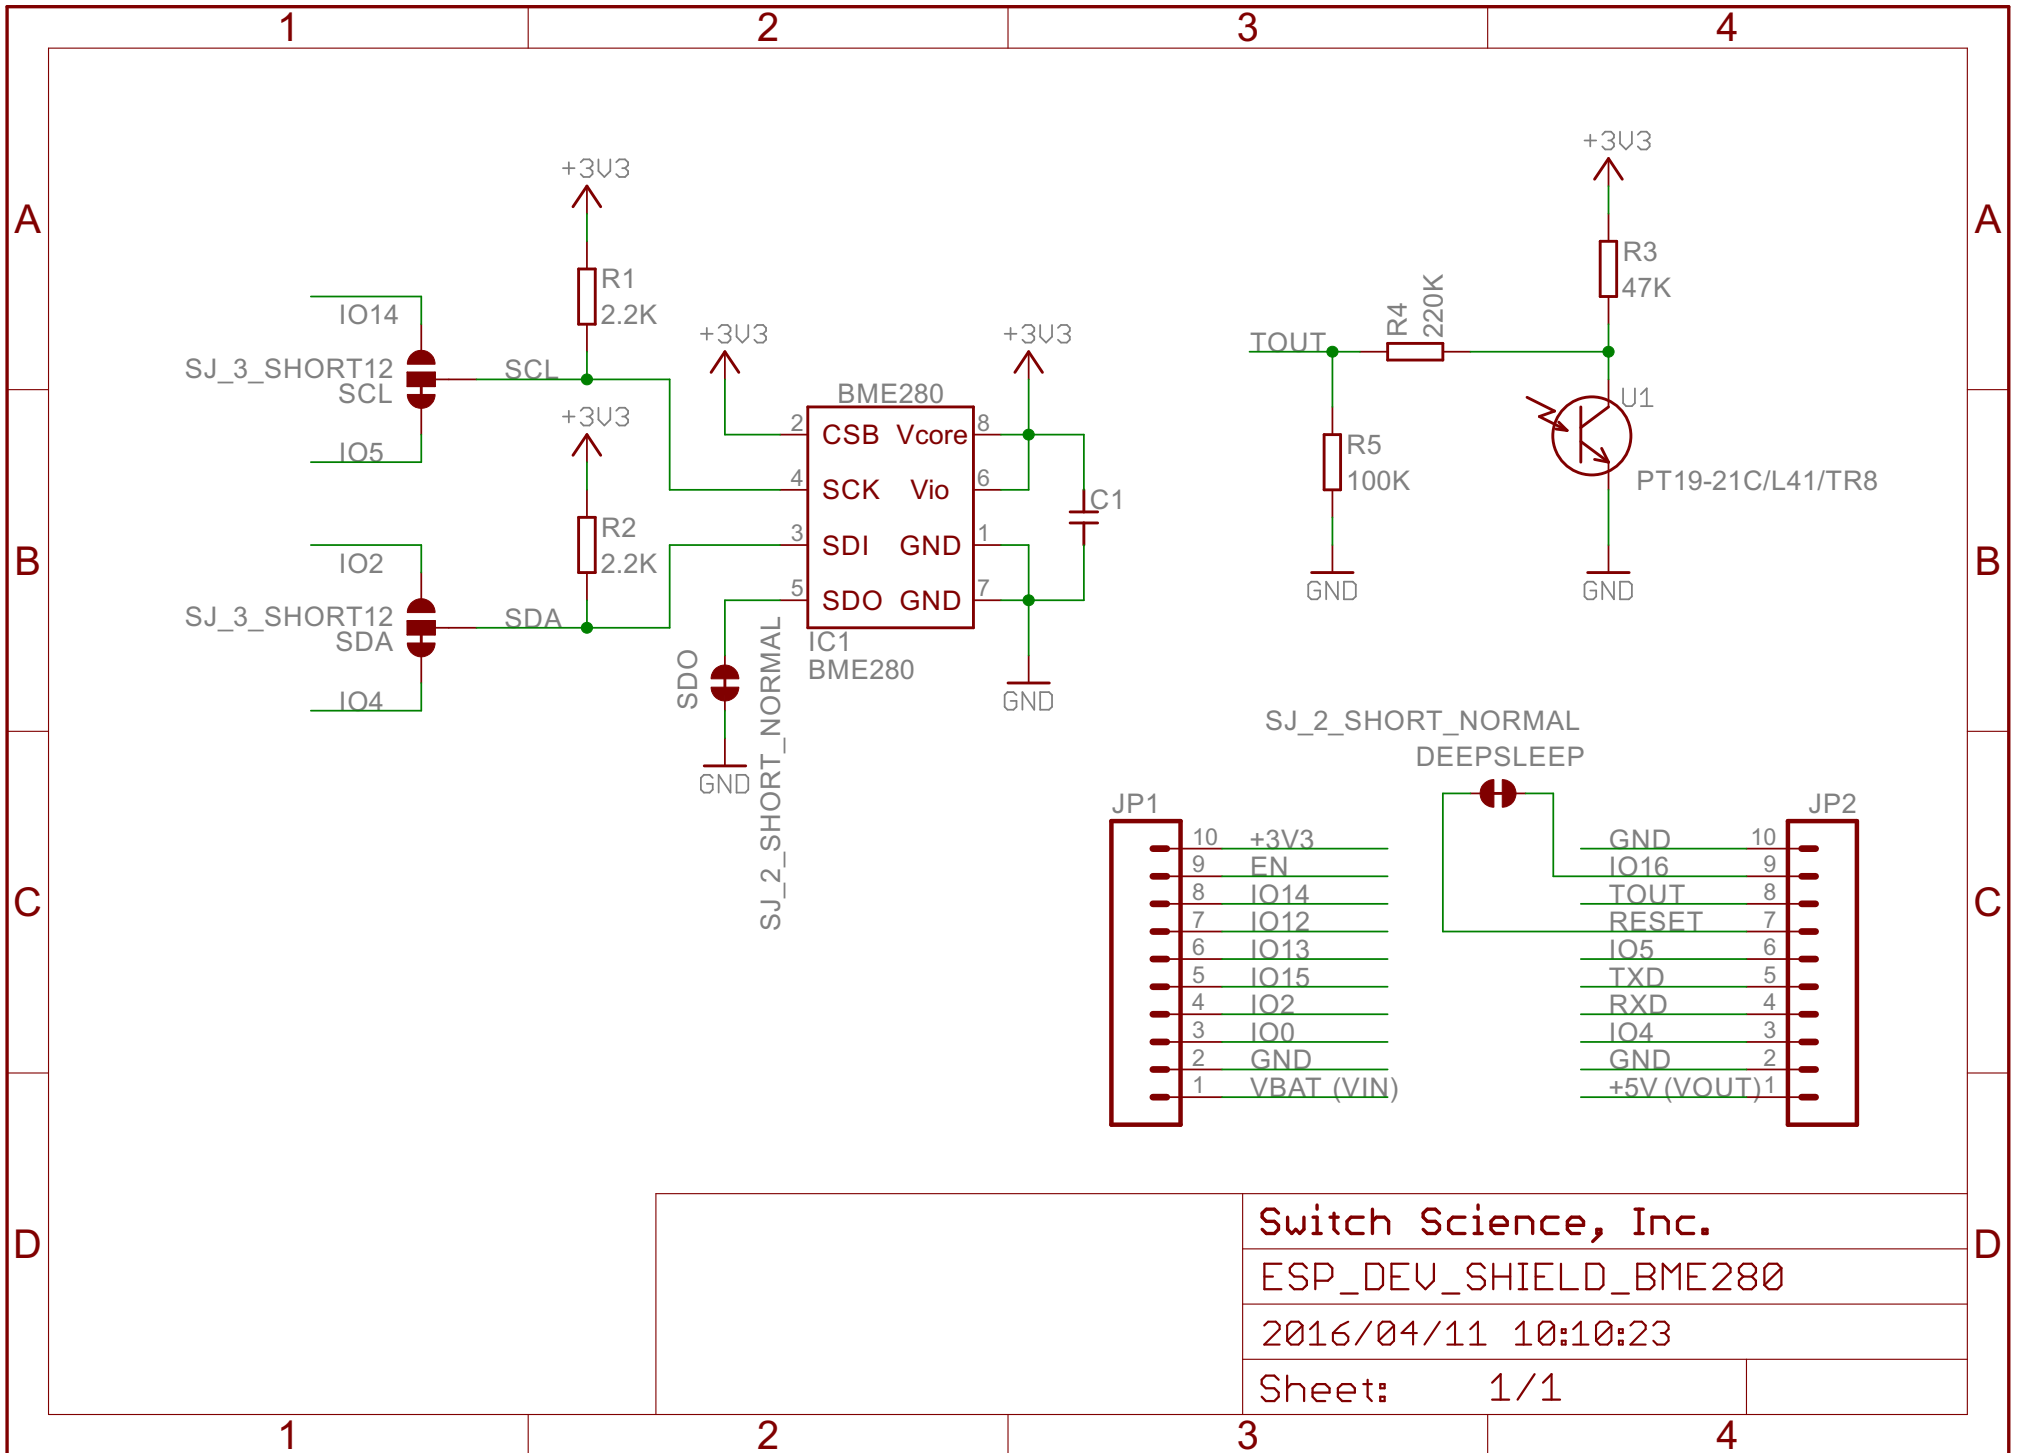 1 2 3 4
A
A
B
B
C
C
D
D
+3V3
R1
2.2K
IO14
SJ_3_SHORT12
SCL
SCL
IO5
+3V3
R2
2.2K
IO2
SJ_3_SHORT12
SDA
SDA
IO4
+3V3
+3V3
BME280
2 CSB Vcore 8
4 SCK Vio 6
3 SDI GND 1
5 SDO GND 7
IC1
BME280
C1
GND
SDO
SJ_2_SHORT_NORMAL
GND
+3V3
R3
47K
TOUT
R4
220K
R5
100K
GND
U1
PT19-21C/L41/TR8
GND
SJ_2_SHORT_NORMAL
DEEPSLEEP
JP1
10 +3V3
9 EN
8 IO14
7 IO12
6 IO13
5 IO15
4 IO2
3 IO0
2 GND
1 VBAT (VIN)
JP2
GND 10
IO16 9
TOUT 8
RESET 7
IO5 6
TXD 5
RXD 4
IO4 3
GND 2
+5V (VOUT) 1
Switch Science, Inc.
ESP_DEV_SHIELD_BME280
2016/04/11 10:10:23
Sheet: 1/1
1 2 3 4